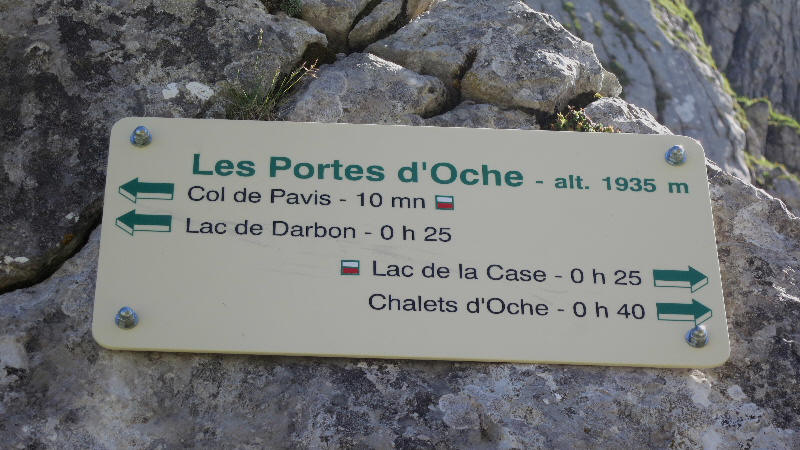 Les Portes d'Oche - alt. 1935 m
Col de Pavis - 10 mn
Lac de Darbon - 0 h 25
Lac de la Case - 0 h 25
Chalets d'Oche - 0 h 40